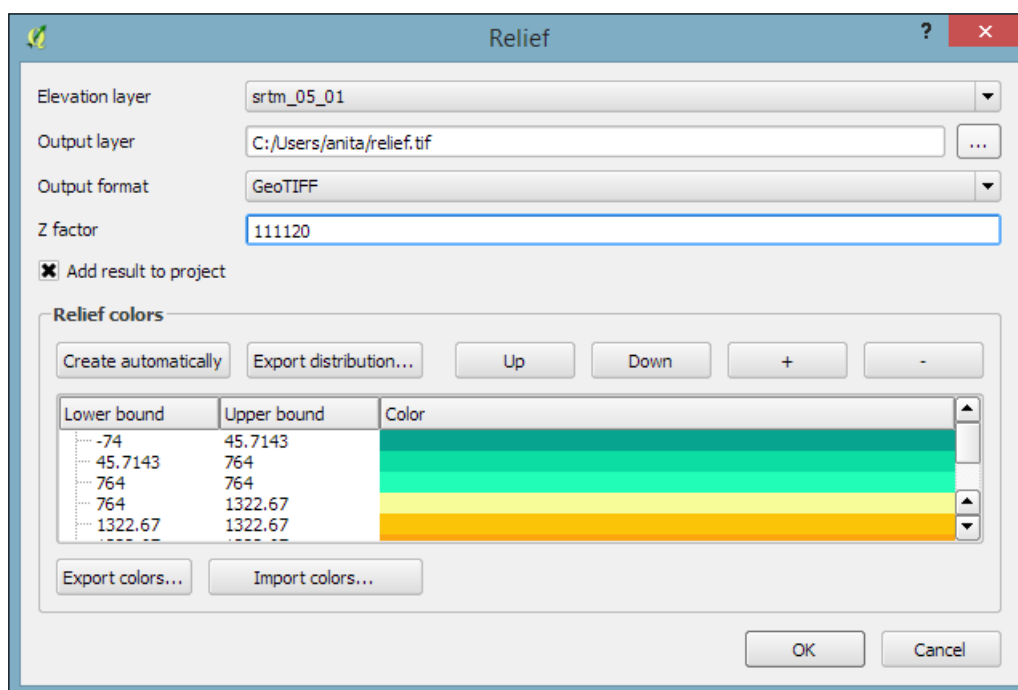 Relief ?
Elevation layer srtm_05_01
Output layer C:/Users/anita/relief.tif ...
Output format GeoTIFF
Z factor 111120
Add result to project
Relief colors
Create automatically Export distribution... Up Down + -
Lower bound Upper bound Color
-74 45.7143
45.7143 764
764 764
764 1322.67
1322.67 1322.67
Export colors... Import colors...
OK Cancel